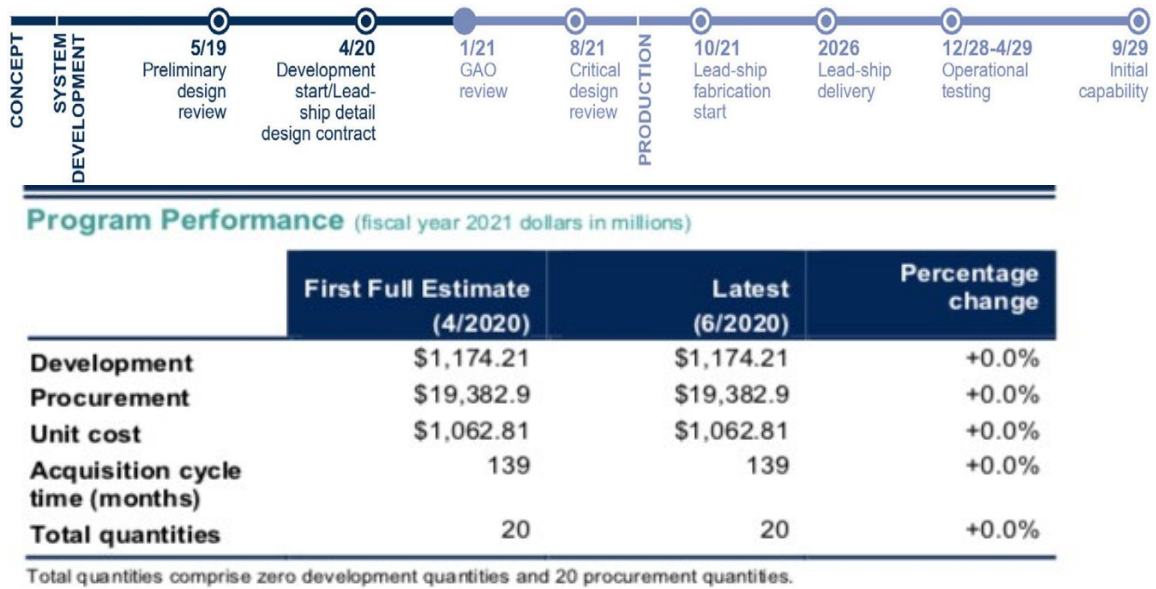 CONCEPT
SYSTEM
DEVELOPMENT
5/19
Preliminary
design
review
4/20
Development
start/Lead-
ship detail
design contract
1/21
GAO
review
8/21
Critical
design
review
PRODUCTION
10/21
Lead-ship
fabrication
start
2026
Lead-ship
delivery
12/28-4/29
Operational
testing
9/29
Initial
capability
Program Performance (fiscal year 2021 dollars in millions)
First Full Estimate
(4/2020)
Latest
(6/2020)
Percentage
change
Development $1,174.21 $1,174.21 +0.0%
Procurement $19,382.9 $19,382.9 +0.0%
Unit cost $1,062.81 $1,062.81 +0.0%
Acquisition cycle
time (months) 139 139 +0.0%
Total quantities 20 20 +0.0%
Total quantities comprise zero development quantities and 20 procurement quantities.